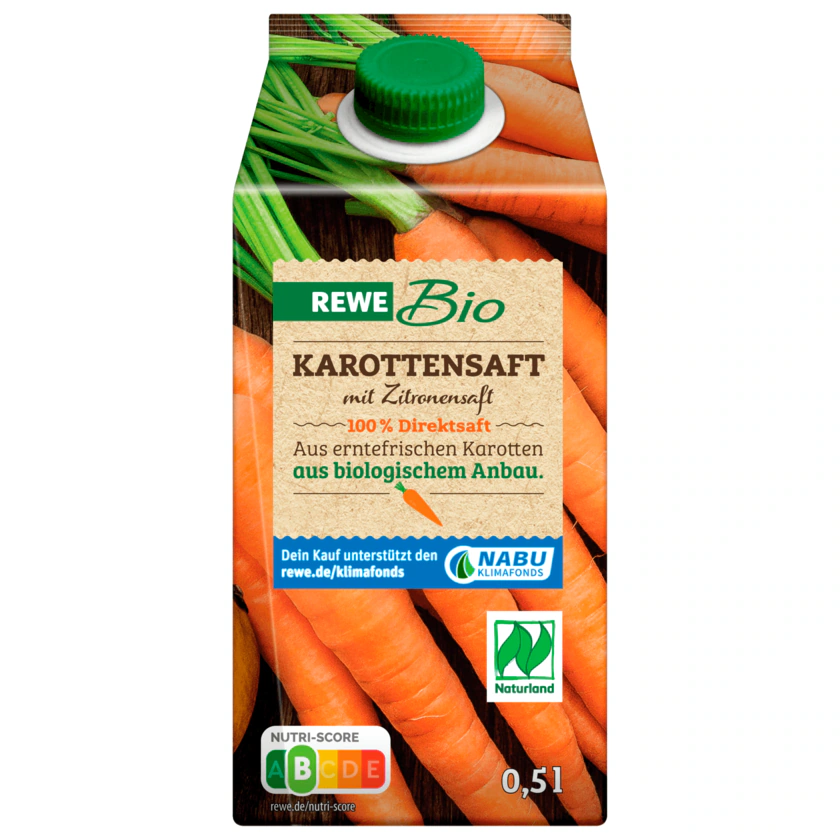 REWE Bio
KAROTTENSAFT
mit Zitronensaft
100 % Direktsaft
Aus erntefrischen Karotten
aus biologischem Anbau.
Dein Kauf unterstützt den
rewe.de/klimafonds
NABU
KLIMAFONDS
Naturland
NUTRI-SCORE
A B C D E
rewe.de/nutri-score
0,5 l